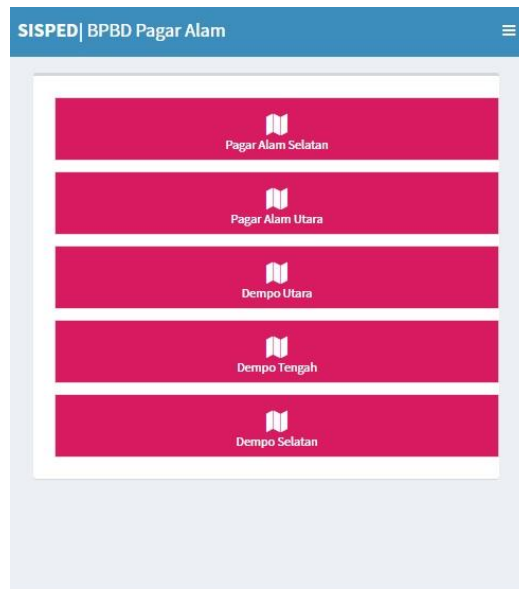 SISPED| BPBD Pagar Alam
Pagar Alam Selatan
Pagar Alam Utara
Dempo Utara
Dempo Tengah
Dempo Selatan